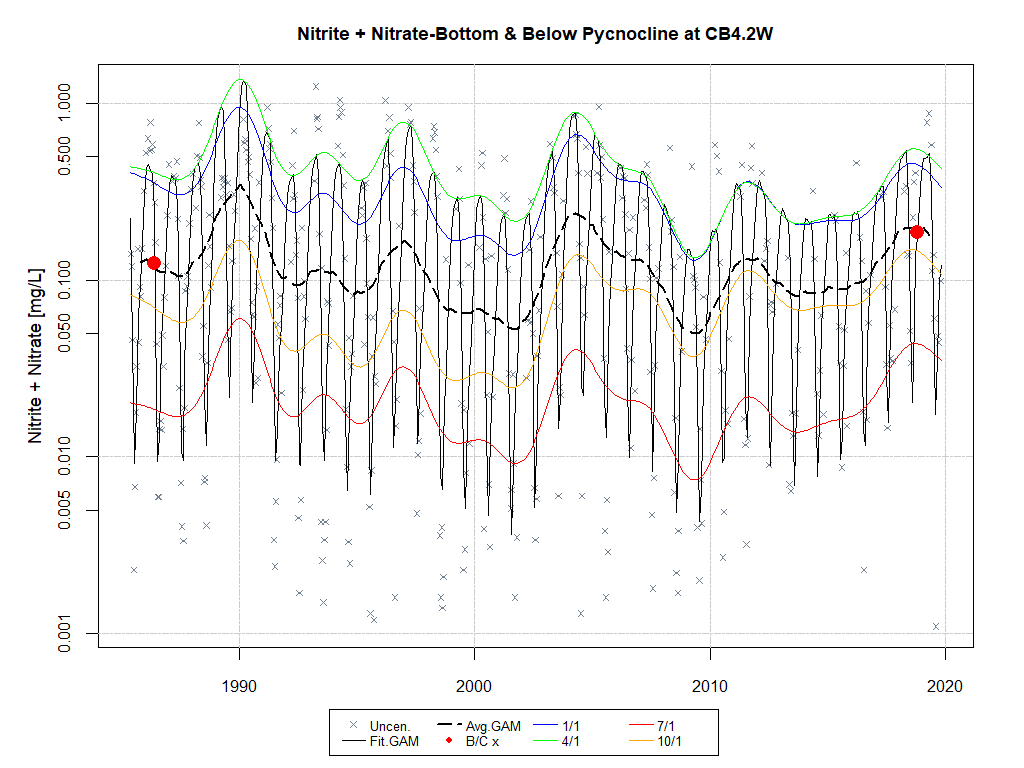 Nitrite + Nitrate-Bottom & Below Pycnocline at CB4.2W
Nitrite + Nitrate [mg/L]
1.000
0.500
0.100
0.050
0.010
0.005
0.001
1990 2000 2010 2020
Uncen. Avg.GAM 1/1 7/1
Fit.GAM B/C x 4/1 10/1